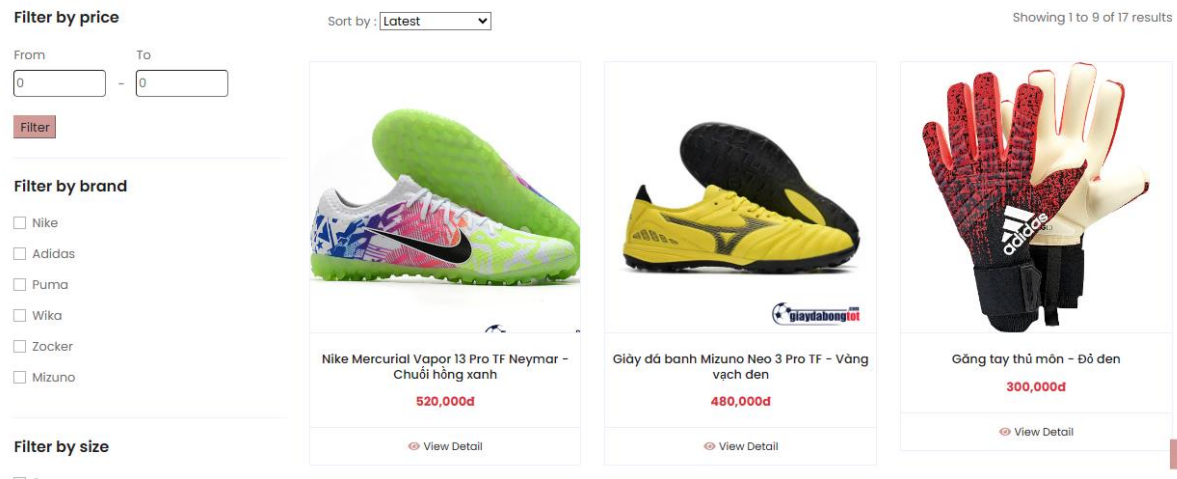 Filter by price
From
To
0
-
0
Filter
Filter by brand
Nike
Adidas
Puma
Wika
Zocker
Mizuno
Filter by size
Sort by : Latest
Showing 1 to 9 of 17 results
giaydabongtot
.com
Nike Mercurial Vapor 13 Pro TF Neymar -
Chuối hồng xanh
520,000đ
View Detail
Giày đá banh Mizuno Neo 3 Pro TF - Vàng
vạch đen
480,000đ
View Detail
adidas
Găng tay thủ môn - Đỏ đen
300,000đ
View Detail